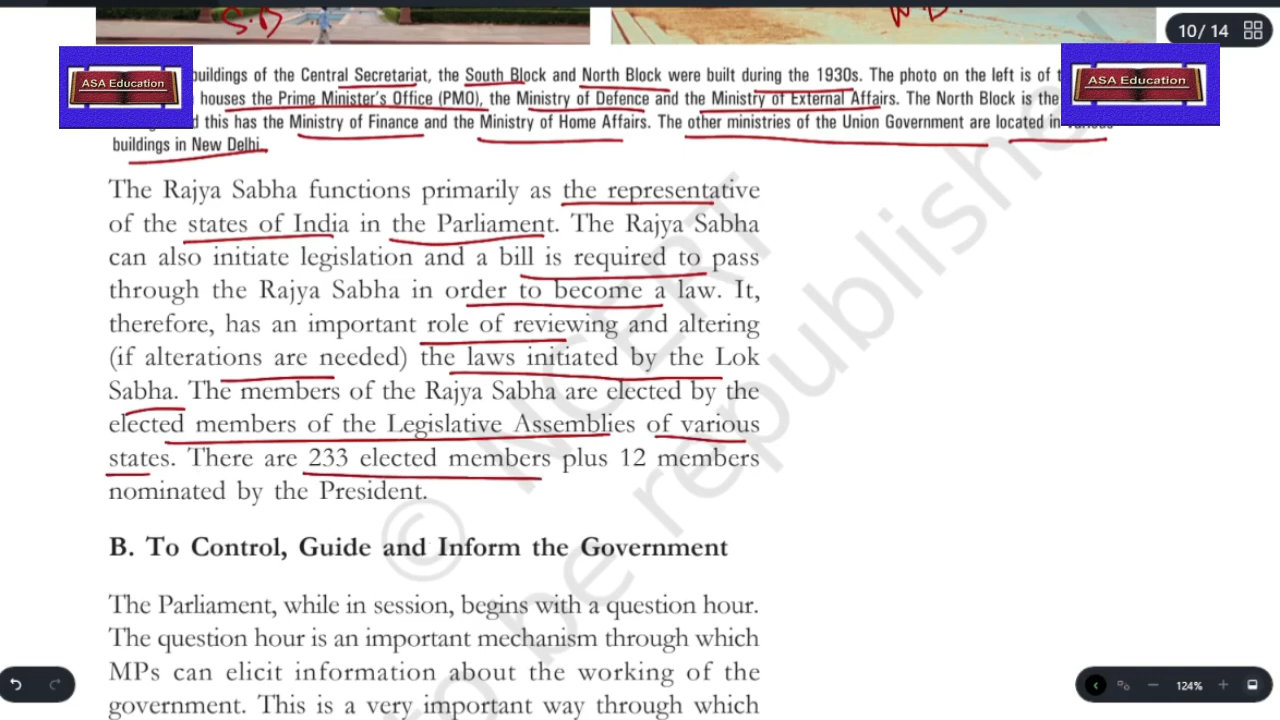 S.B
N.B.
10/ 14
ASA Education
ASA Education
buildings of the Central Secretariat, the South Block and North Block were built during the 1930s. The photo on the left is of t
houses the Prime Minister's Office (PMO), the Ministry of Defence and the Ministry of External Affairs. The North Block is the
this has the Ministry of Finance and the Ministry of Home Affairs. The other ministries of the Union Government are located in various
buildings in New Delhi.
The Rajya Sabha functions primarily as the representative
of the states of India in the Parliament. The Rajya Sabha
can also initiate legislation and a bill is required to pass
through the Rajya Sabha in order to become a law. It,
therefore, has an important role of reviewing and altering
(if alterations are needed) the laws initiated by the Lok
Sabha. The members of the Rajya Sabha are elected by the
elected members of the Legislative Assemblies of various
states. There are 233 elected members plus 12 members
nominated by the President.
B. To Control, Guide and Inform the Government
The Parliament, while in session, begins with a question hour.
The question hour is an important mechanism through which
MPs can elicit information about the working of the
government. This is a very important way through which
© NCERT
to be republished
124%